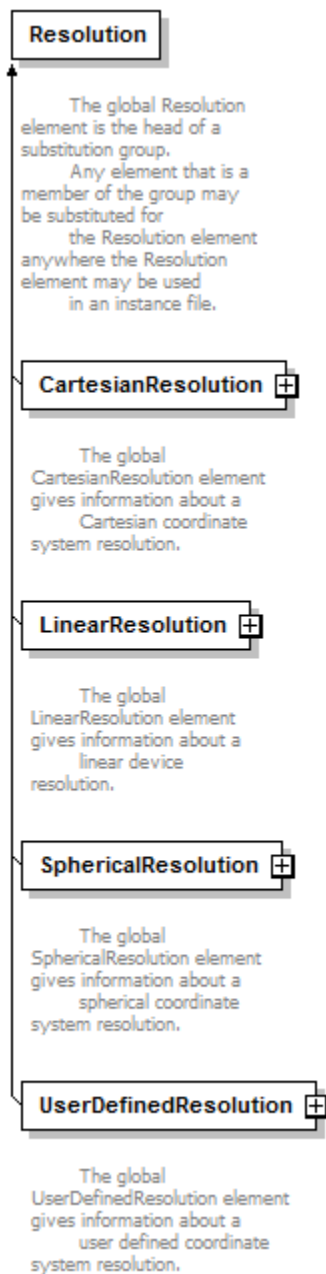 Resolution
The global Resolution
element is the head of a
substitution group.
Any element that is a
member of the group may
be substituted for
the Resolution element
anywhere the Resolution
element may be used
in an instance file.
CartesianResolution
The global
CartesianResolution element
gives information about a
Cartesian coordinate
system resolution.
LinearResolution
The global
LinearResolution element
gives information about a
linear device
resolution.
SphericalResolution
The global
SphericalResolution element
gives information about a
spherical coordinate
system resolution.
UserDefinedResolution
The global
UserDefinedResolution element
gives information about a
user defined coordinate
system resolution.